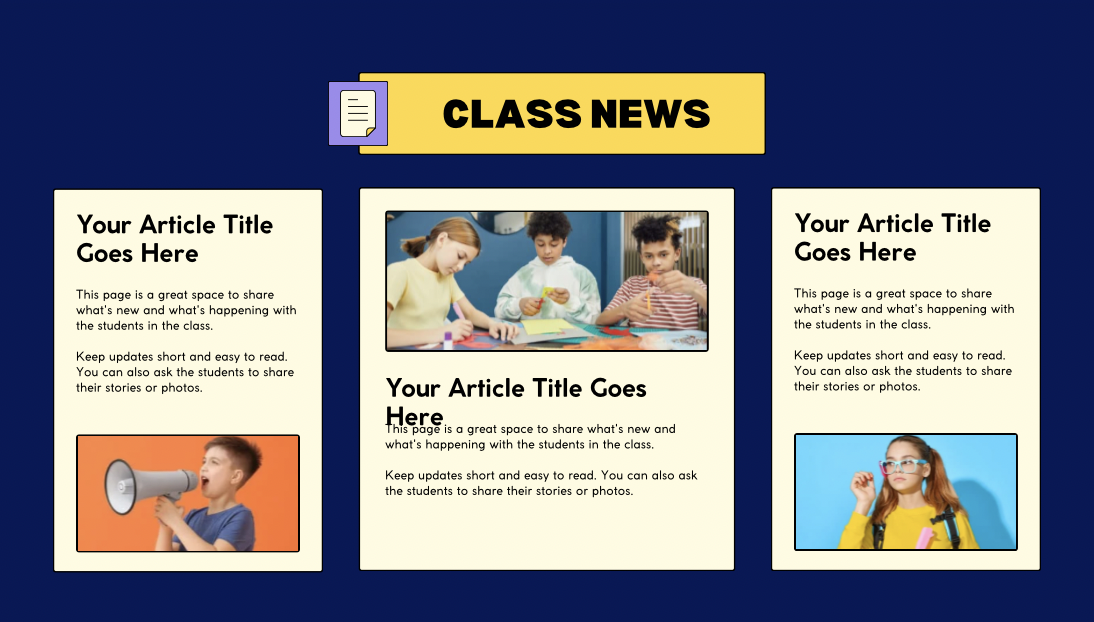 CLASS NEWS
Your Article Title
Goes Here
This page is a great space to share
what's new and what's happening with
the students in the class.
Keep updates short and easy to read.
You can also ask the students to share
their stories or photos.
Your Article Title Goes
Here
This page is a great space to share what's new and
what's happening with the students in the class.
Keep updates short and easy to read. You can also ask
the students to share their stories or photos.
Your Article Title
Goes Here
This page is a great space to share
what's new and what's happening with
the students in the class.
Keep updates short and easy to read.
You can also ask the students to share
their stories or photos.